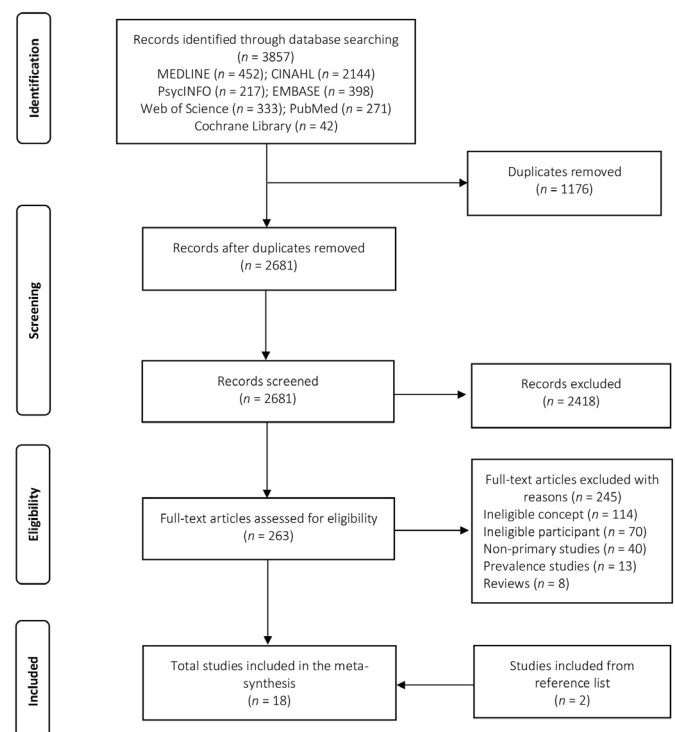 Identification
Records identified through database searching
(n = 3857)
MEDLINE (n = 452); CINAHL (n = 2144)
PsycINFO (n = 217); EMBASE (n = 398)
Web of Science (n = 333); PubMed (n = 271)
Cochrane Library (n = 42)
Duplicates removed
(n = 1176)
Screening
Records after duplicates removed
(n = 2681)
Records screened
(n = 2681)
Records excluded
(n = 2418)
Eligibility
Full-text articles assessed for eligibility
(n = 263)
Full-text articles excluded with
reasons (n = 245)
Ineligible concept (n = 114)
Ineligible participant (n = 70)
Non-primary studies (n = 40)
Prevalence studies (n = 13)
Reviews (n = 8)
Included
Total studies included in the meta-
synthesis
(n = 18)
Studies included from
reference list
(n = 2)